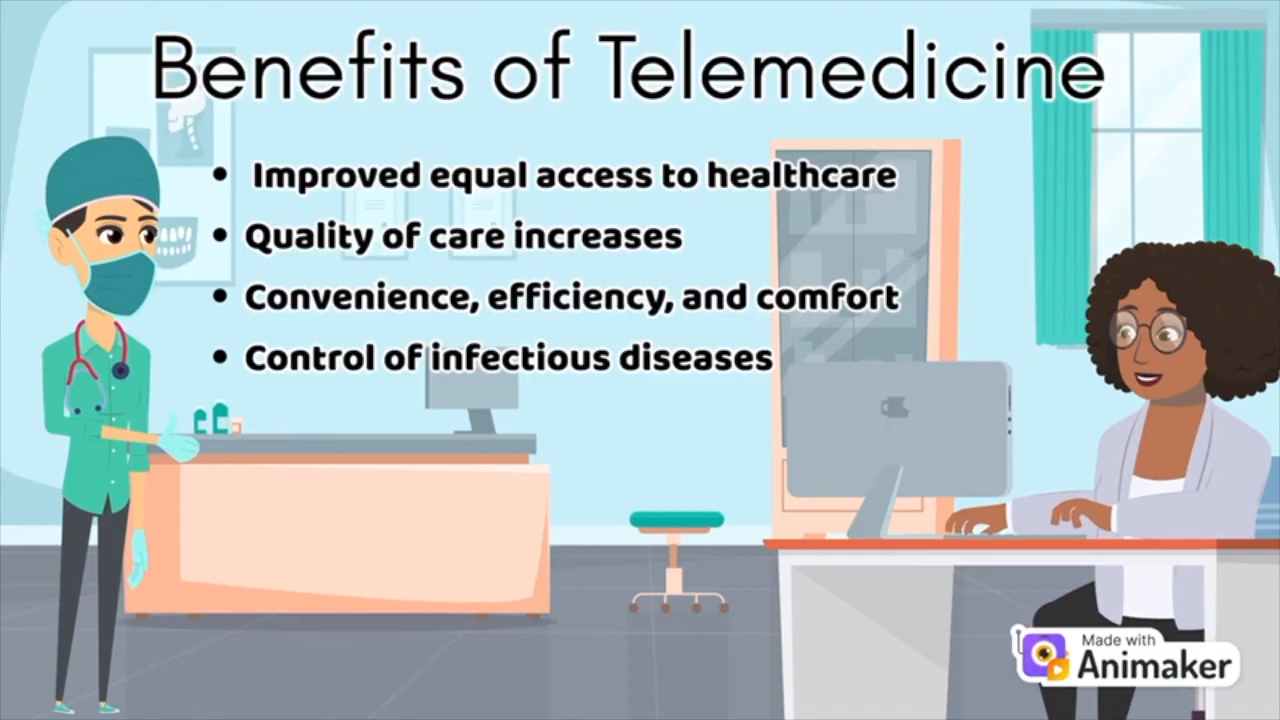 Benefits of Telemedicine
• Improved equal access to healthcare
• Quality of care increases
• Convenience, efficiency, and comfort
• Control of infectious diseases
Made with
Animaker